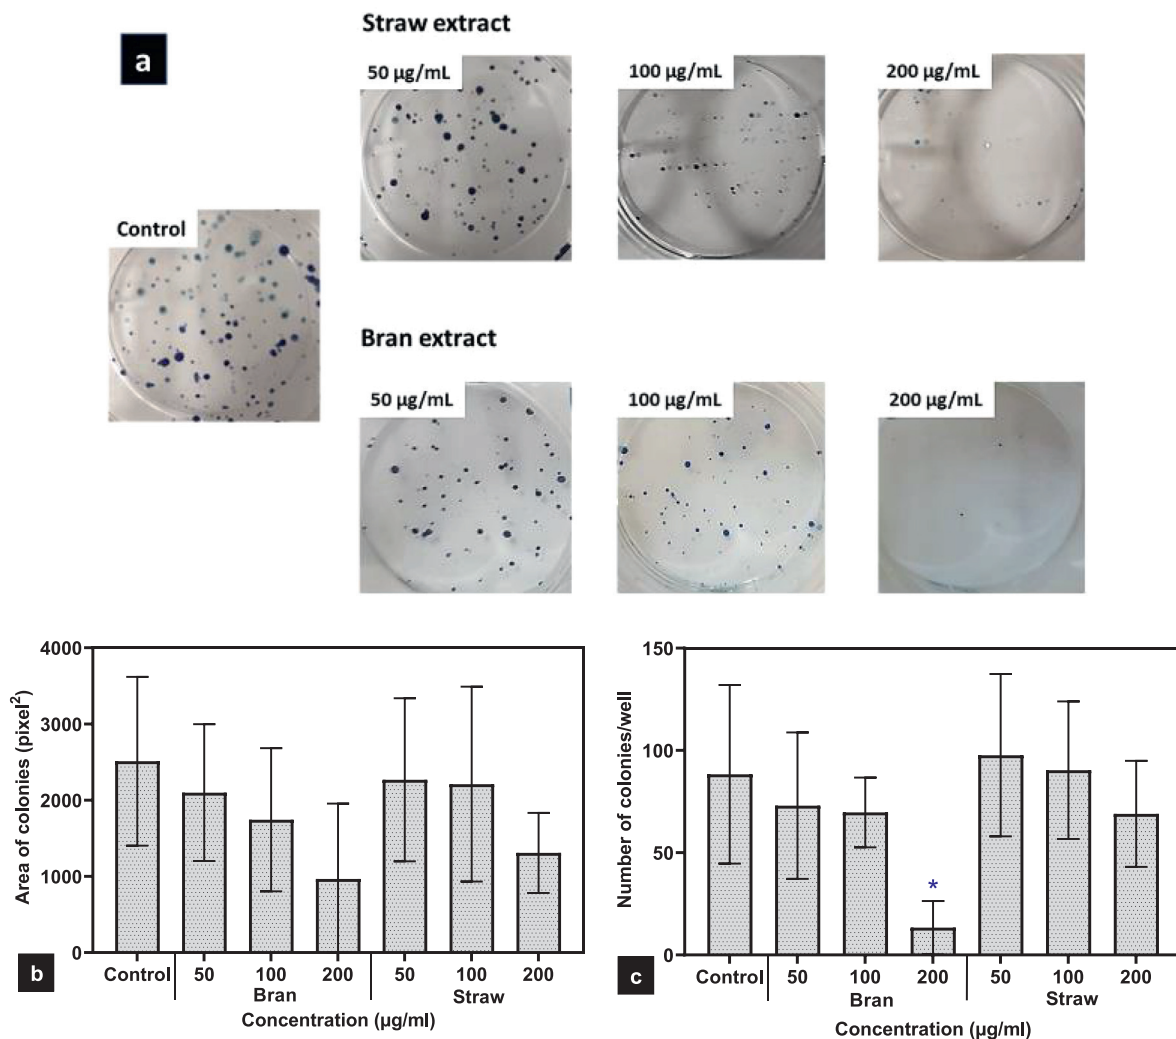 a
Straw extract
50 µg/mL
100 µg/mL
200 µg/mL
Control
Bran extract
50 µg/mL
100 µg/mL
200 µg/mL
Area of colonies (pixel²)
4000
3000
2000
1000
0
Control 50 100 200 50 100 200
Bran Straw
Concentration (µg/ml)
b
Number of colonies/well
150
100
50
0
*
Control 50 100 200 50 100 200
Bran Straw
Concentration (µg/ml)
c